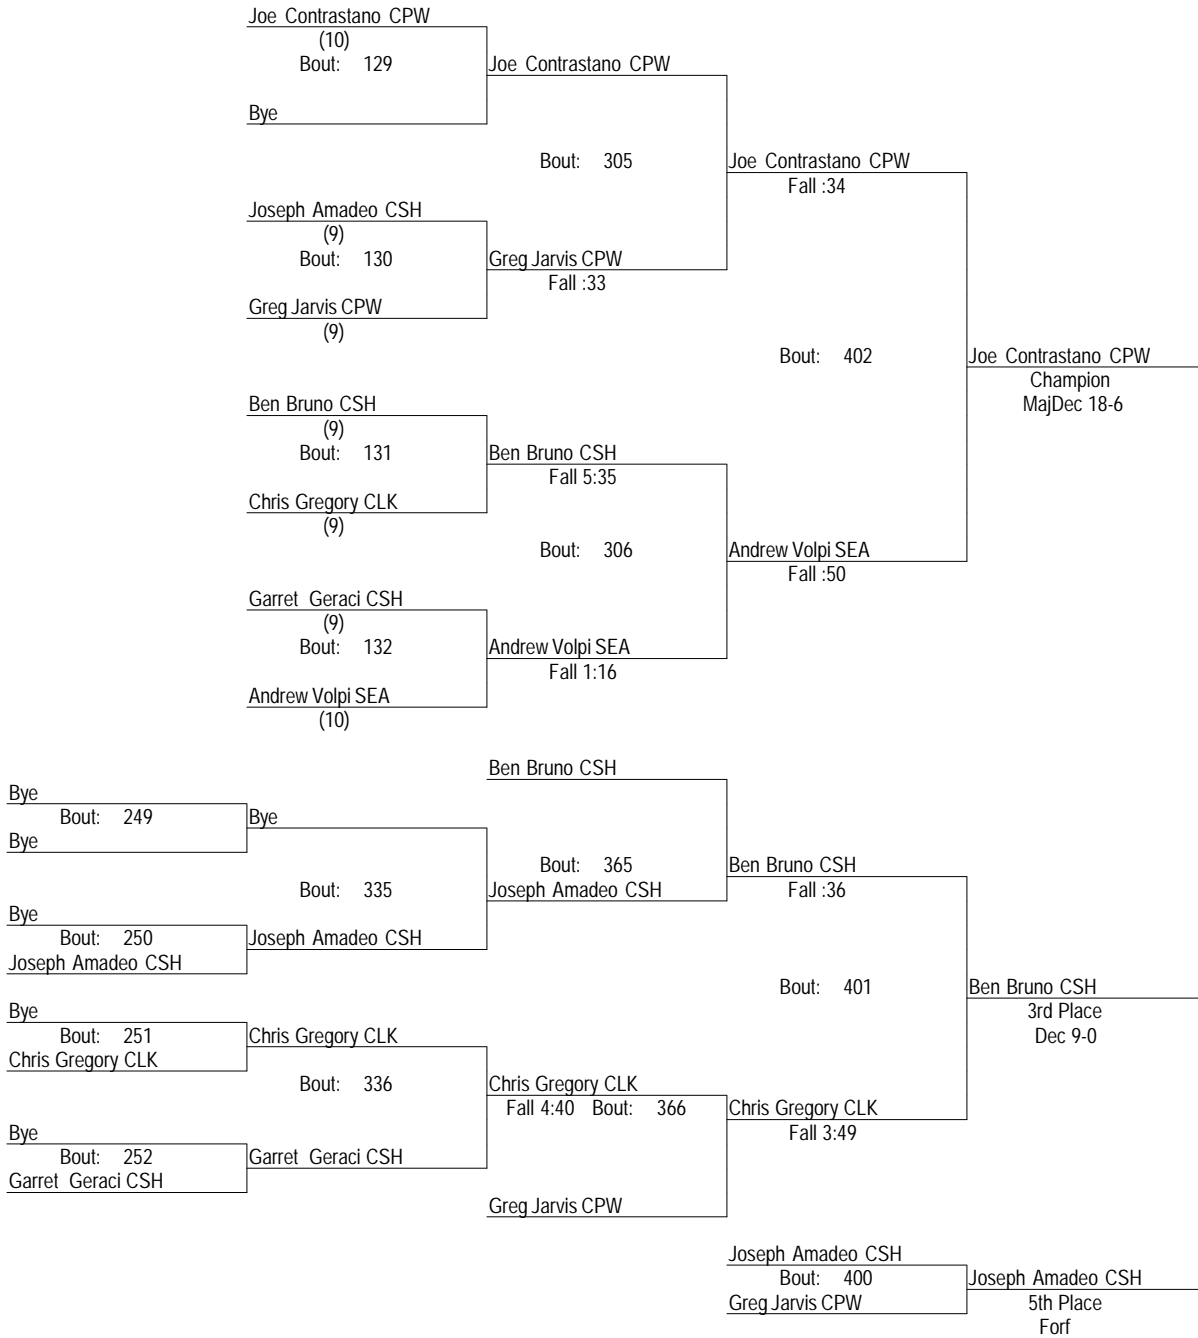 Joe Contrastano CPW
(10)
Bout: 129
Joe Contrastano CPW
Bye
Bout: 305
Joe Contrastano CPW
Fall :34
Joseph Amadeo CSH
(9)
Bout: 130
Greg Jarvis CPW
Fall :33
Greg Jarvis CPW
(9)
Bout: 402
Joe Contrastano CPW
Champion
MajDec 18-6
Ben Bruno CSH
(9)
Bout: 131
Ben Bruno CSH
Fall 5:35
Chris Gregory CLK
(9)
Bout: 306
Andrew Volpi SEA
Fall :50
Garret Geraci CSH
(9)
Bout: 132
Andrew Volpi SEA
Fall 1:16
Andrew Volpi SEA
(10)
Ben Bruno CSH
Bye
Bout: 249
Bye
Bye
Bout: 365
Ben Bruno CSH
Fall :36
Bout: 335
Joseph Amadeo CSH
Bye
Bout: 250
Joseph Amadeo CSH
Joseph Amadeo CSH
Bout: 401
Ben Bruno CSH
3rd Place
Dec 9-0
Bye
Bout: 251
Chris Gregory CLK
Chris Gregory CLK
Bout: 336
Chris Gregory CLK
Fall 4:40 Bout: 366
Chris Gregory CLK
Fall 3:49
Bye
Bout: 252
Garret Geraci CSH
Garret Geraci CSH
Greg Jarvis CPW
Joseph Amadeo CSH
Bout: 400
Joseph Amadeo CSH
Greg Jarvis CPW
5th Place
Forf